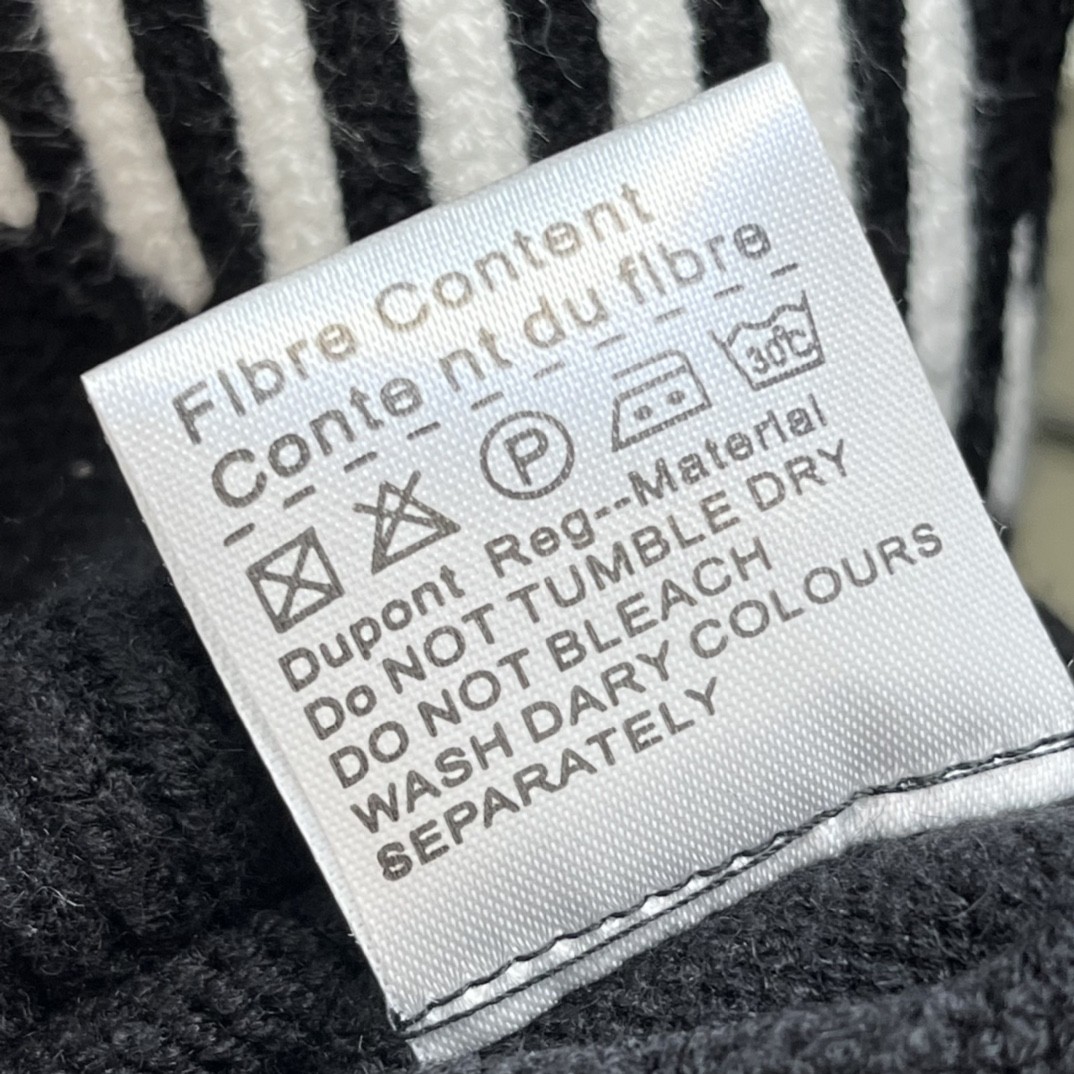 FIbre Content
Conte nt du fIbre
P 30℃
Dupont Reg--MaterIal
Do NOT TUMBLE DRY
DO NOT BLEACH
WASH DARY COLOURS
SEPARATELY